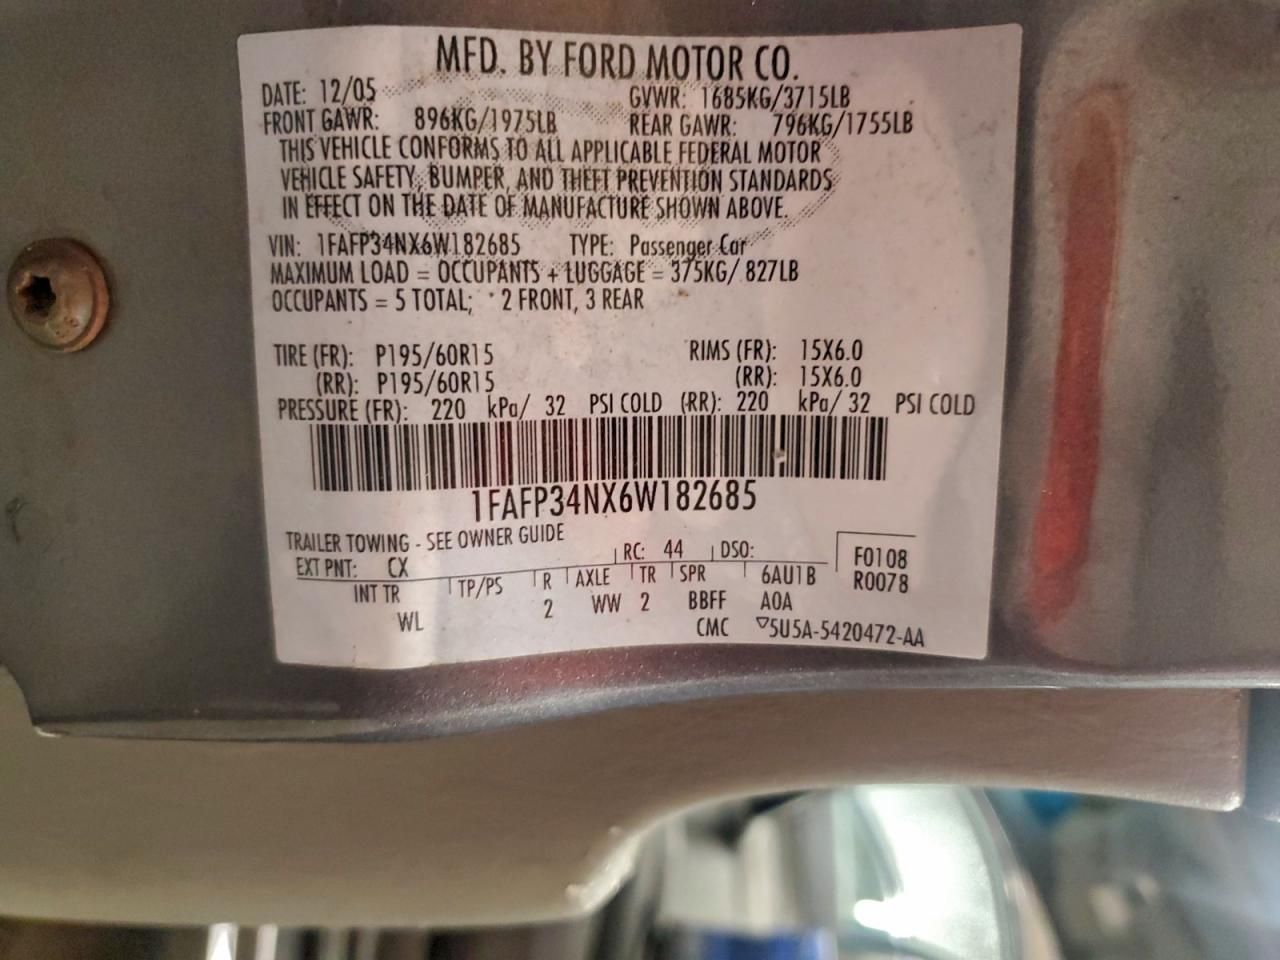 MFD. BY FORD MOTOR CO.
DATE: 12/05 GVWR: 1685KG/3715LB
FRONT GAWR: 896KG/1975LB REAR GAWR: 796KG/1755LB
THIS VEHICLE CONFORMS TO ALL APPLICABLE FEDERAL MOTOR
VEHICLE SAFETY, BUMPER, AND THEFT PREVENTION STANDARDS
IN EFFECT ON THE DATE OF MANUFACTURE SHOWN ABOVE.
VIN: 1FAFP34NX6W182685 TYPE: Passenger Car
MAXIMUM LOAD = OCCUPANTS + LUGGAGE = 375KG/ 827LB
OCCUPANTS = 5 TOTAL; 2 FRONT, 3 REAR
TIRE (FR): P195/60R15 RIMS (FR): 15X6.0
(RR): P195/60R15 (RR): 15X6.0
PRESSURE (FR): 220 kPa/ 32 PSI COLD (RR): 220 kPa/ 32 PSI COLD
1FAFP34NX6W182685
TRAILER TOWING - SEE OWNER GUIDE
EXT PNT: CX RC: 44 DSO: F0108
INT TR TP/PS R AXLE TR SPR 6AU1B R0078
WL 2 WW 2 BBFF A0A
CMC ▽5U5A-5420472-AA